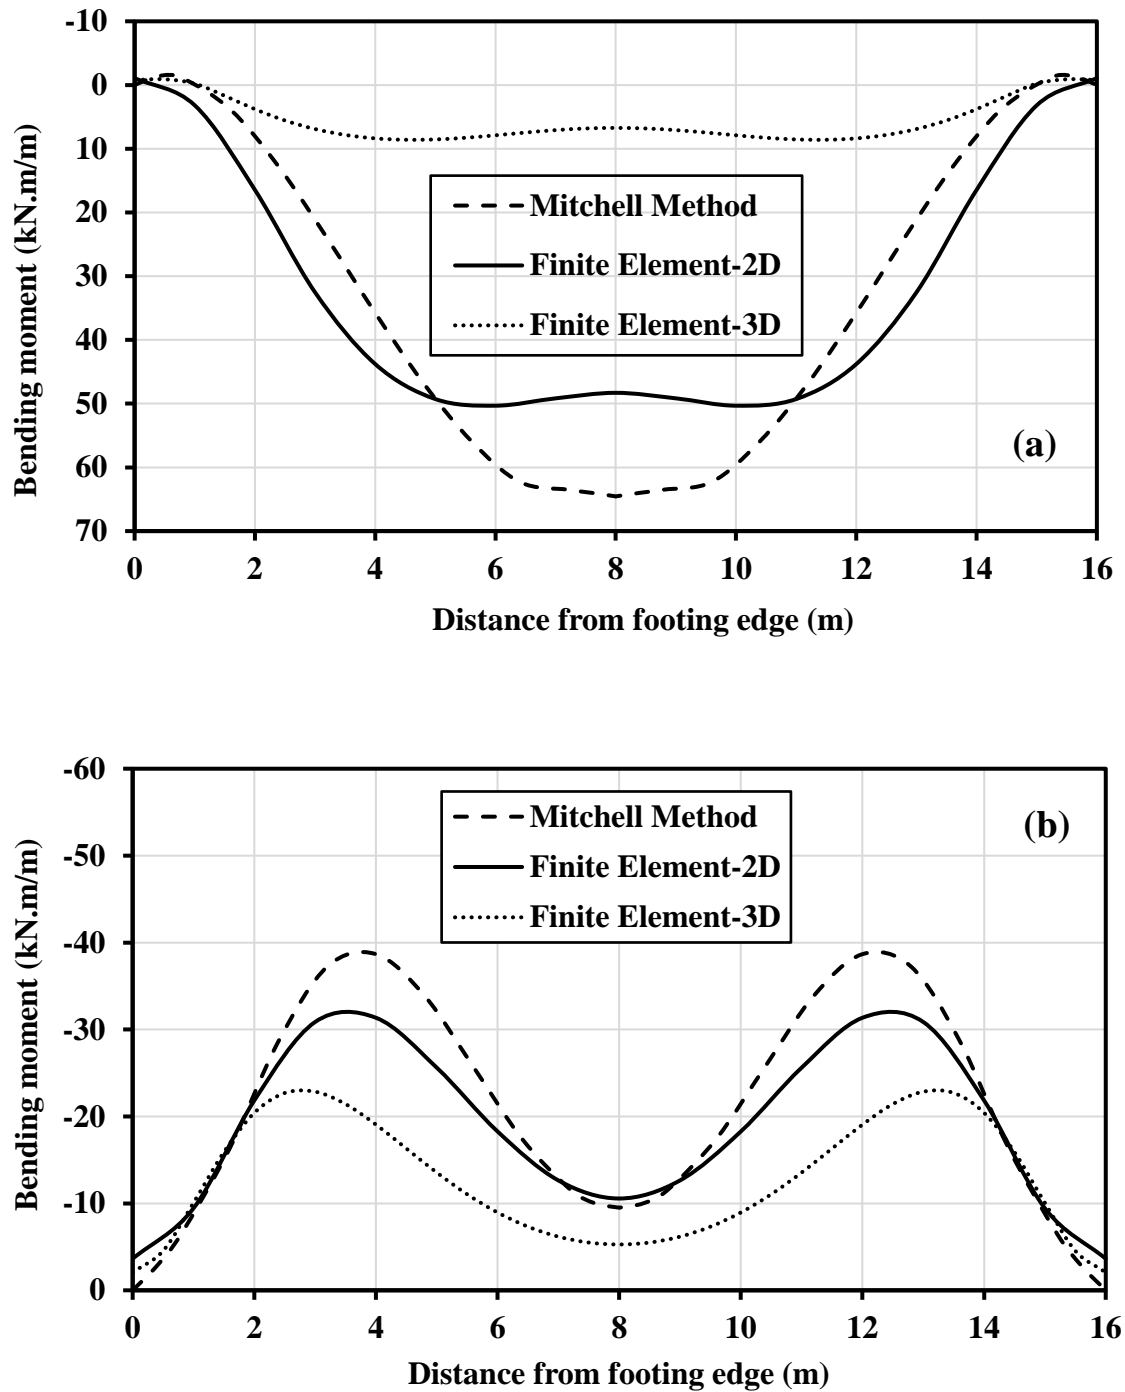 -10
0
10
20
30
40
50
60
70
Bending moment (kN.m/m)
Mitchell Method
Finite Element-2D
Finite Element-3D
(a)
0 2 4 6 8 10 12 14 16
Distance from footing edge (m)
-60
-50
-40
-30
-20
-10
0
Bending moment (kN.m/m)
Mitchell Method
Finite Element-2D
Finite Element-3D
(b)
0 2 4 6 8 10 12 14 16
Distance from footing edge (m)